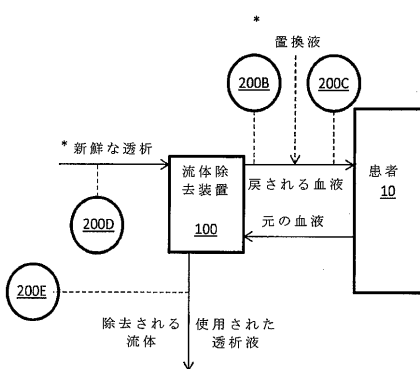 *
置換液
200B
200C
*新鮮な透析
流体除
去装置
100
戻される血液
元の血液
患者
10
200D
200E
除去される
流体
使用された
透析液